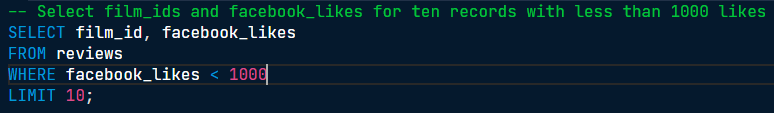 -- Select film_ids and facebook_likes for ten records with less than 1000 likes
SELECT film_id, facebook_likes
FROM reviews
WHERE facebook_likes < 1000
LIMIT 10;